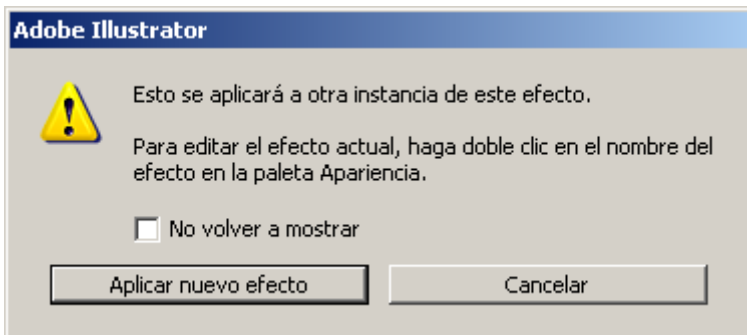 Adobe Illustrator
Esto se aplicará a otra instancia de este efecto.
Para editar el efecto actual, haga doble clic en el nombre del
efecto en la paleta Apariencia.
No volver a mostrar
Aplicar nuevo efecto
Cancelar